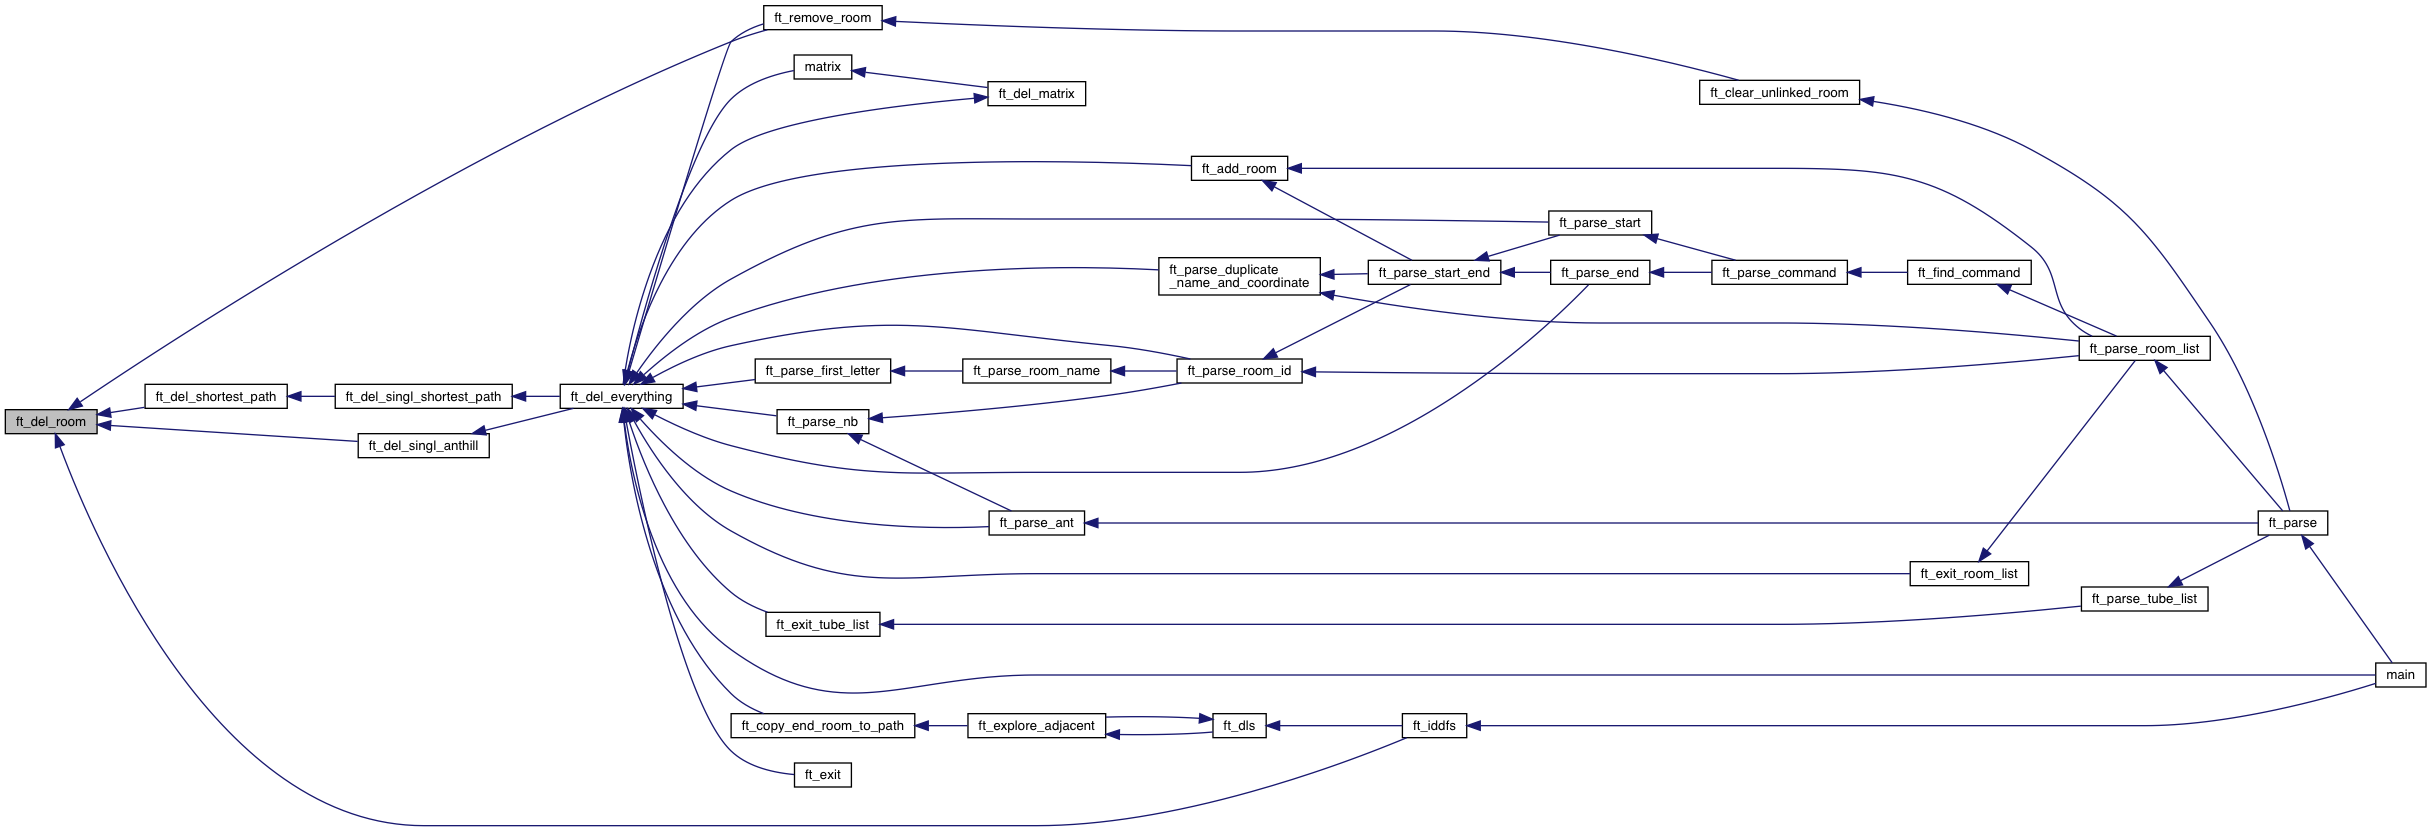 ft_remove_room
matrix
ft_del_matrix
ft_clear_unlinked_room
ft_add_room
ft_parse_start
ft_parse_duplicate
_name_and_coordinate
ft_parse_start_end
ft_parse_end
ft_parse_command
ft_find_command
ft_parse_room_list
ft_parse_first_letter
ft_parse_room_name
ft_parse_room_id
ft_del_shortest_path
ft_del_singl_shortest_path
ft_del_everything
ft_del_room
ft_parse_nb
ft_del_singl_anthill
ft_parse_ant
ft_parse
ft_exit_room_list
ft_parse_tube_list
ft_exit_tube_list
main
ft_copy_end_room_to_path
ft_explore_adjacent
ft_dls
ft_iddfs
ft_exit